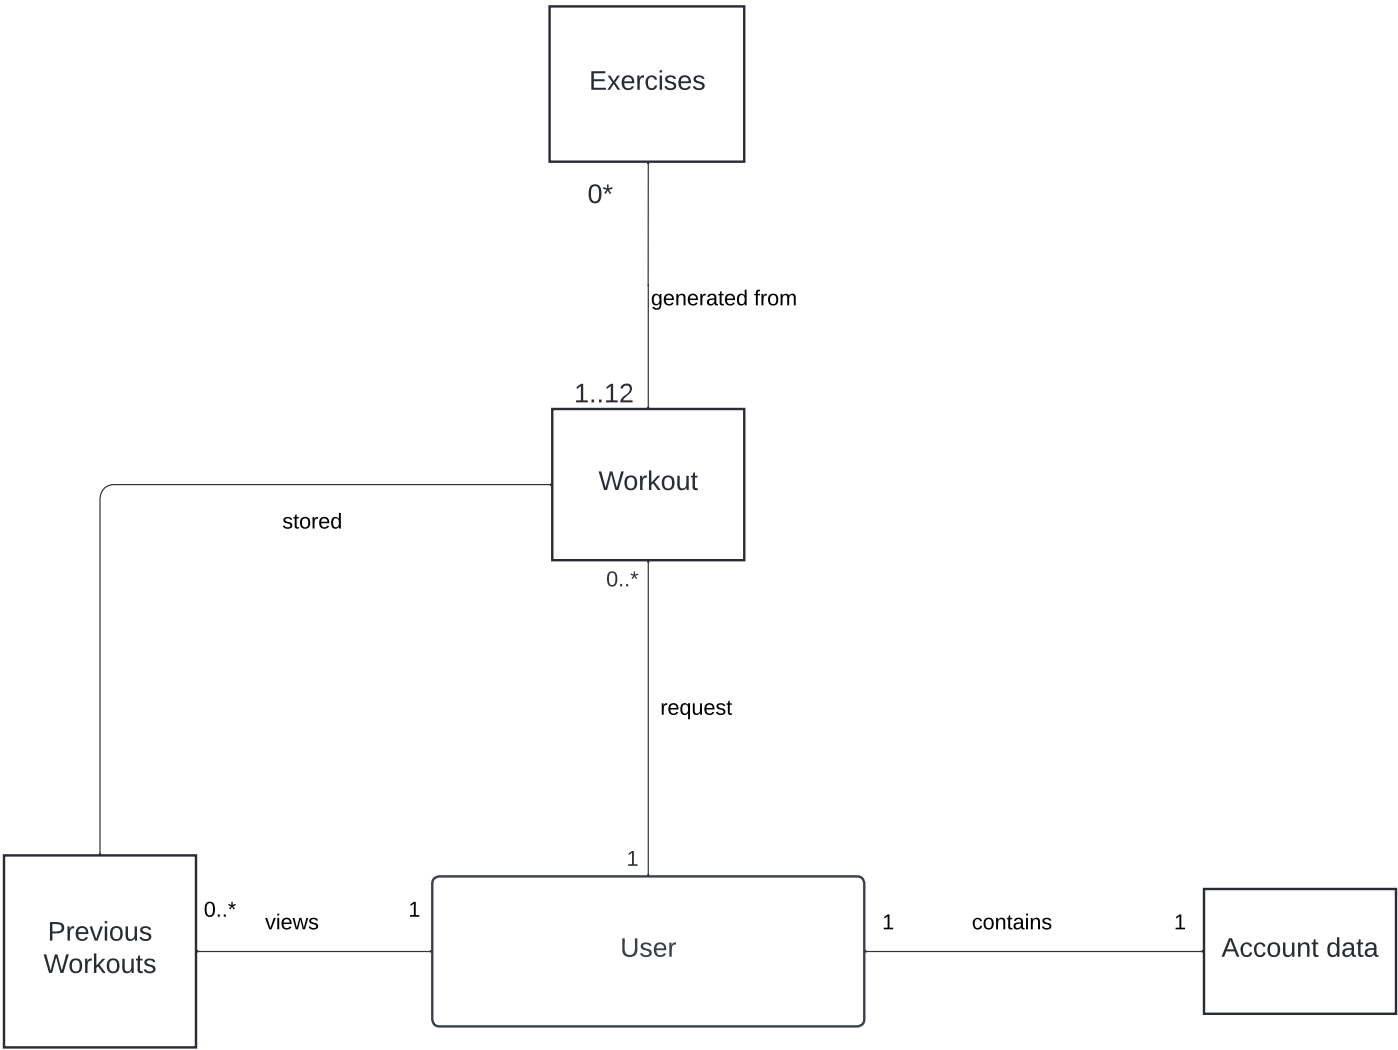 Exercises
0*
generated from
1..12
Workout
stored
0..*
request
1
Previous
Workouts
0..*
views
1
User
1
contains
1
Account data